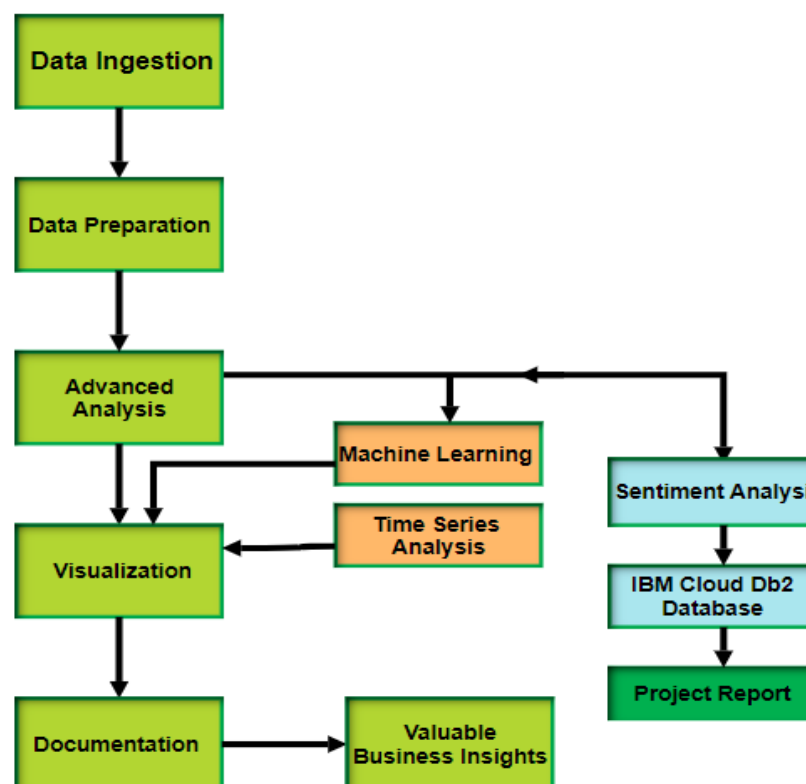 Data Ingestion
Data Preparation
Advanced
Analysis
Machine Learning
Sentiment Analysi
Time Series
Analysis
Visualization
IBM Cloud Db2
Database
Project Report
Documentation
Valuable
Business Insights